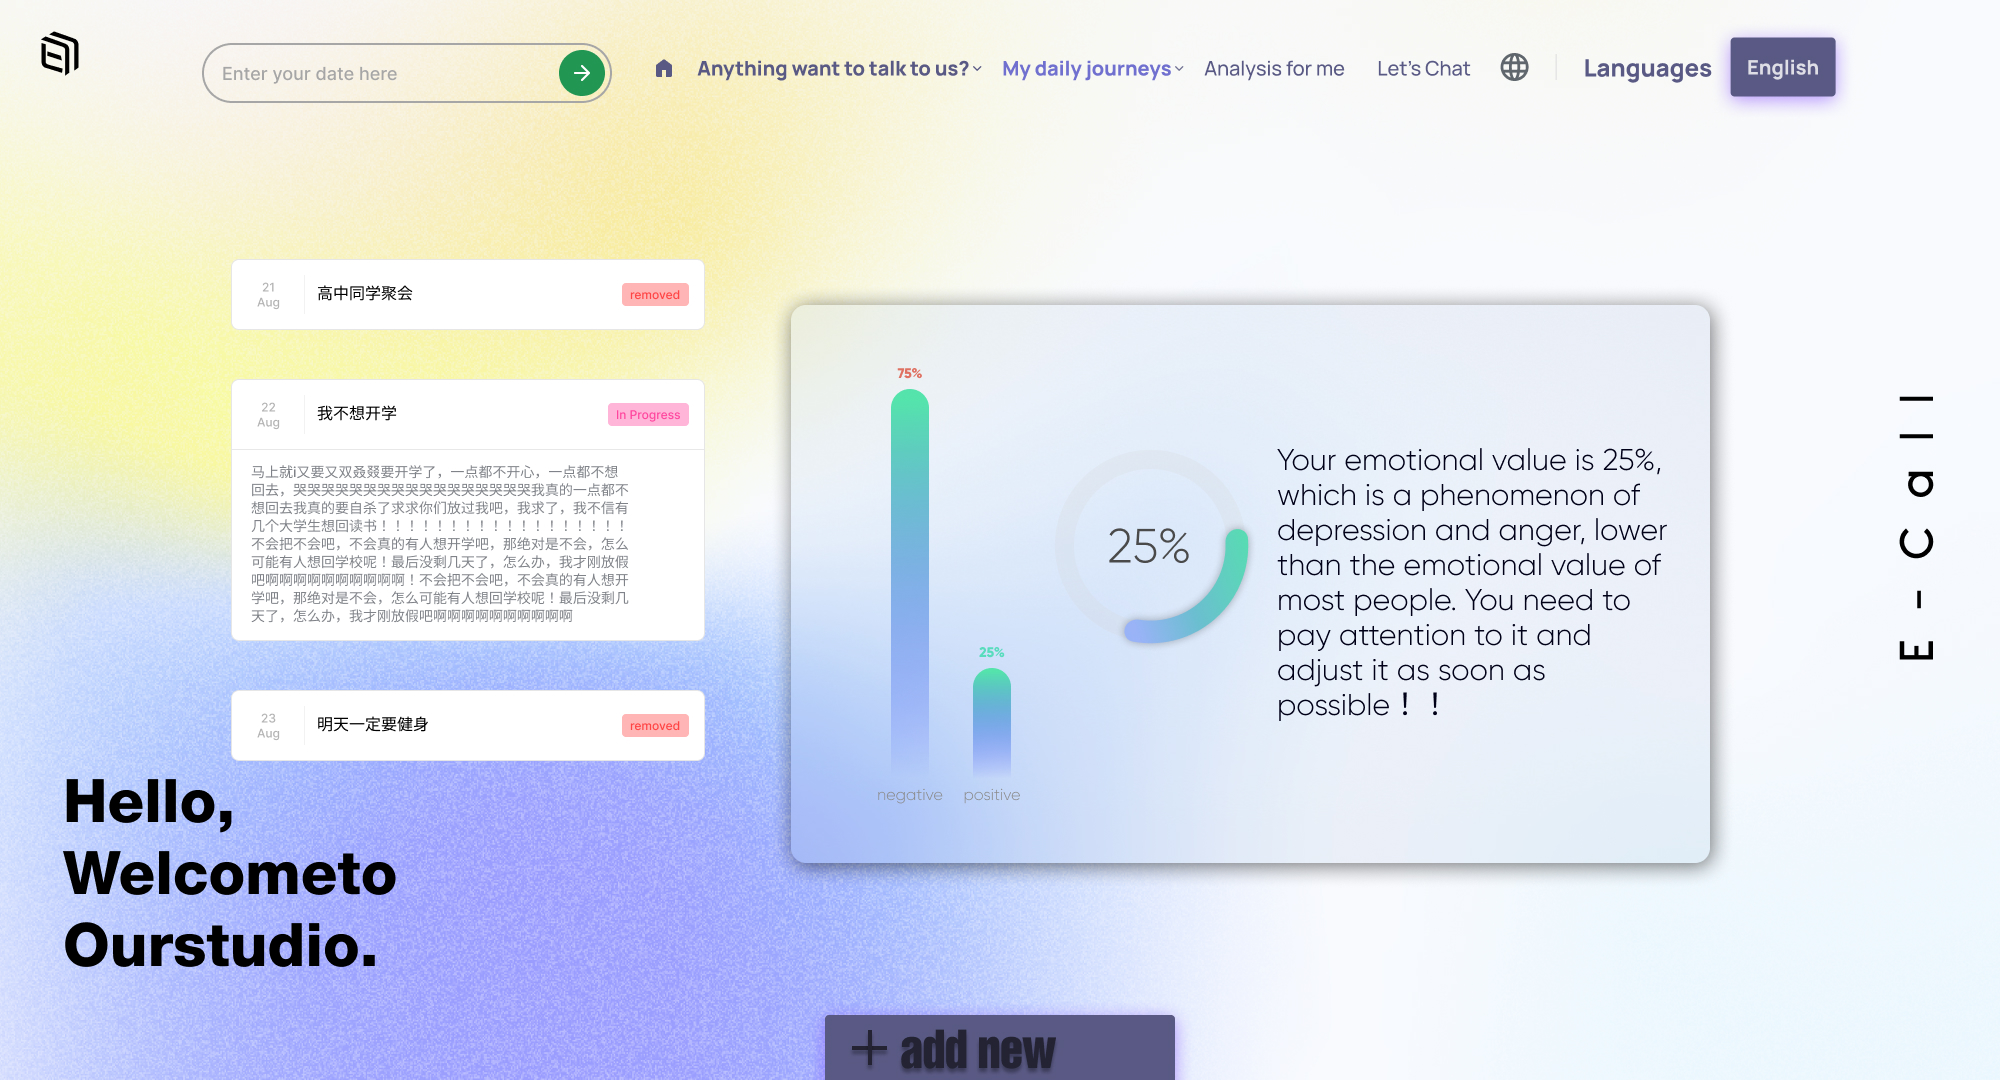 Enter your date here
Anything want to talk to us?
My daily journeys
Analysis for me
Let's Chat
Languages
English
21
Aug
高中同学聚会
removed
22
Aug
我不想开学
In Progress
马上就i又要又双叒叕要开学了，一点都不开心，一点都不想
回去，哭哭哭哭哭哭哭哭哭哭哭哭哭哭哭哭哭我真的一点都不
想回去我真的要自杀了求求你们放过我吧，我求了，我不信有
几个大学生想回读书！！！！！！！！！！！！！！！！！！
不会把不会吧，不会真的有人想开学吧，那绝对是不会，怎么
可能有人想回学校呢！最后没剩几天了，怎么办，我才刚放假
吧啊啊啊啊啊啊啊啊啊啊！不会把不会吧，不会真的有人想开
学吧，那绝对是不会，怎么可能有人想回学校呢！最后没剩几
天了，怎么办，我才刚放假吧啊啊啊啊啊啊啊啊啊啊
23
Aug
明天一定要健身
removed
Hello,
Welcometo
Ourstudio.
75%
25%
negative
positive
25%
Your emotional value is 25%,
which is a phenomenon of
depression and anger, lower
than the emotional value of
most people. You need to
pay attention to it and
adjust it as soon as
possible！！
E-Call
add new